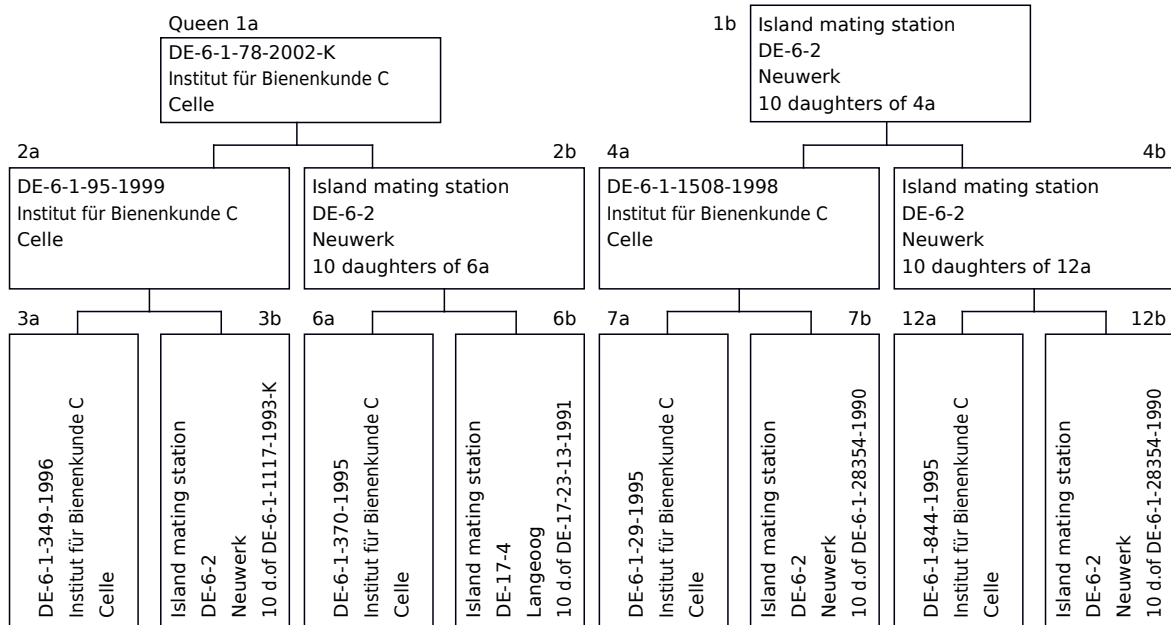 Queen 1a
DE-6-1-78-2002-K
Institut für Bienenkunde C
Celle
1b
Island mating station
DE-6-2
Neuwerk
10 daughters of 4a
2a
DE-6-1-95-1999
Institut für Bienenkunde C
Celle
2b
Island mating station
DE-6-2
Neuwerk
10 daughters of 6a
4a
DE-6-1-1508-1998
Institut für Bienenkunde C
Celle
4b
Island mating station
DE-6-2
Neuwerk
10 daughters of 12a
3a
DE-6-1-349-1996
Institut für Bienenkunde C
Celle
3b
Island mating station
DE-6-2
Neuwerk
10 d.of DE-6-1-1117-1993-K
6a
DE-6-1-370-1995
Institut für Bienenkunde C
Celle
6b
Island mating station
DE-17-4
Langeoog
10 d.of DE-17-23-13-1991
7a
DE-6-1-29-1995
Institut für Bienenkunde C
Celle
7b
Island mating station
DE-6-2
Neuwerk
10 d.of DE-6-1-28354-1990
12a
DE-6-1-844-1995
Institut für Bienenkunde C
Celle
12b
Island mating station
DE-6-2
Neuwerk
10 d.of DE-6-1-28354-1990